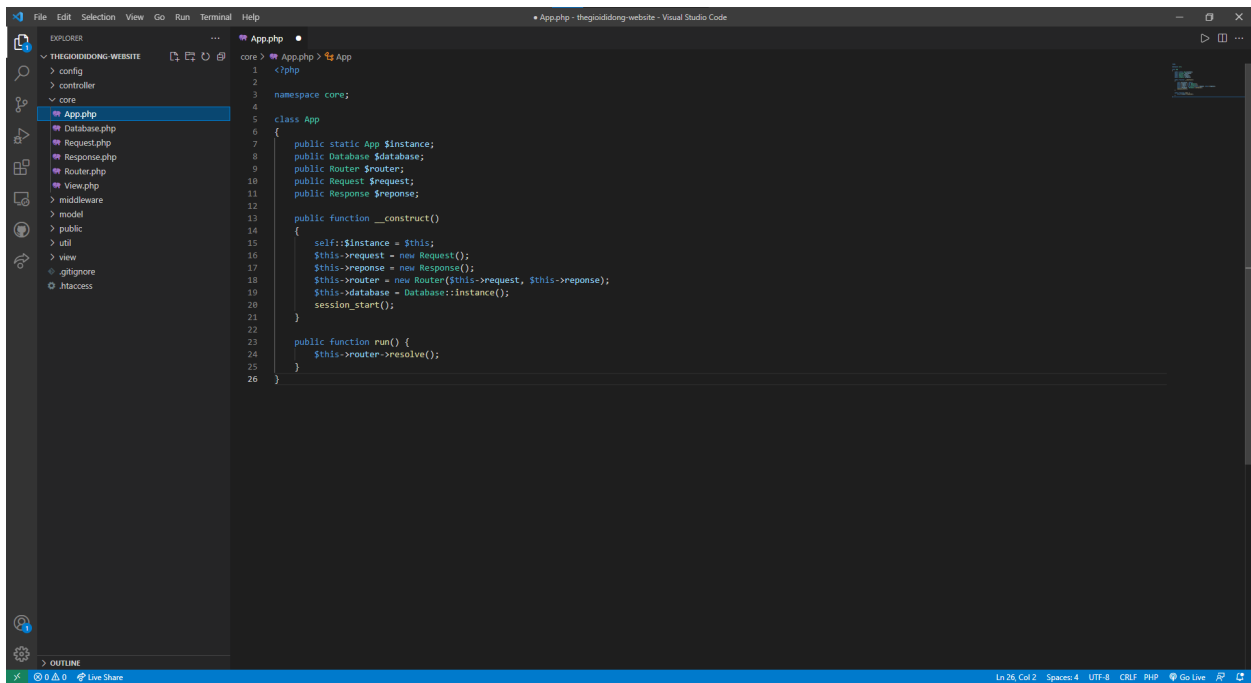 File Edit Selection View Go Run Terminal Help
● App.php - thegioididong-website - Visual Studio Code
EXPLORER
THEGIOIDIDONG-WEBSITE
config
controller
core
App.php
Database.php
Request.php
Response.php
Router.php
View.php
middleware
model
public
util
view
.gitignore
.htaccess
OUTLINE
App.php ●
core > App.php > App
1 <?php
2
3 namespace core;
4
5 class App
6 {
7 public static App $instance;
8 public Database $database;
9 public Router $router;
10 public Request $request;
11 public Response $reponse;
12
13 public function __construct()
14 {
15 self::$instance = $this;
16 $this->request = new Request();
17 $this->reponse = new Response();
18 $this->router = new Router($this->request, $this->reponse);
19 $this->database = Database::instance();
20 session_start();
21 }
22
23 public function run() {
24 $this->router->resolve();
25 }
26 }
1
1
0 0 Live Share
Ln 26, Col 2 Spaces: 4 UTF-8 CRLF PHP Go Live